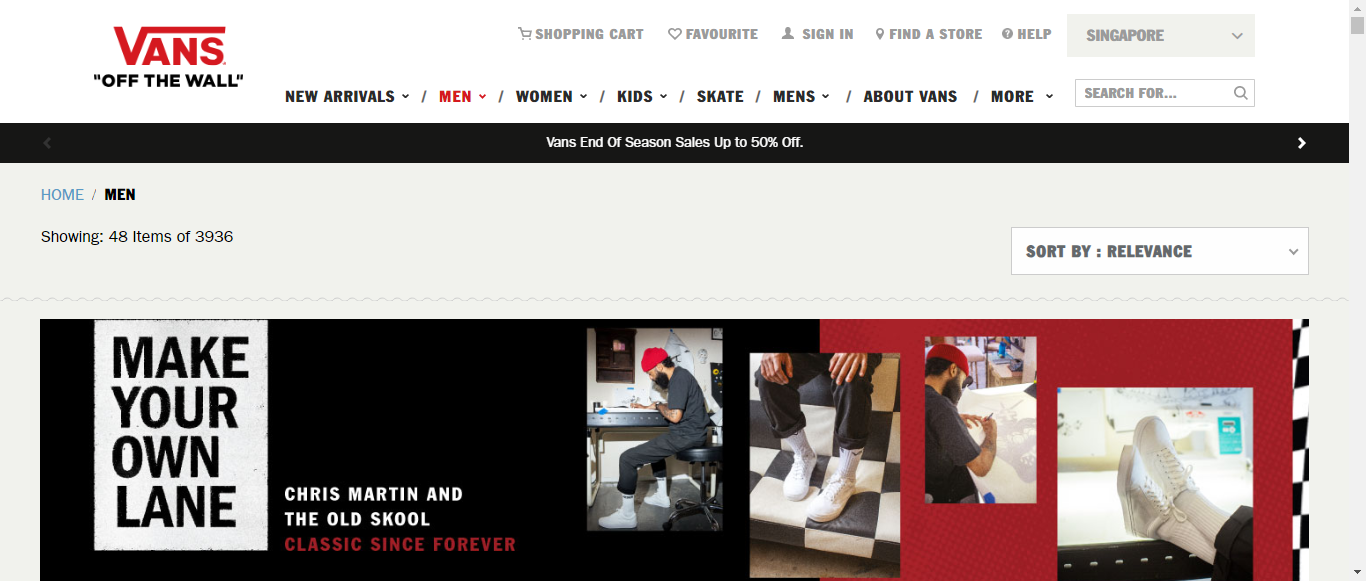 VANS
"OFF THE WALL"
SHOPPING CART FAVOURITE SIGN IN FIND A STORE HELP SINGAPORE
NEW ARRIVALS / MEN / WOMEN / KIDS / SKATE / MENS / ABOUT VANS / MORE SEARCH FOR...
Vans End Of Season Sales Up to 50% Off.
HOME / MEN
Showing: 48 Items of 3936
SORT BY : RELEVANCE
MAKE
YOUR
OWN
LANE
CHRIS MARTIN AND
THE OLD SKOOL
CLASSIC SINCE FOREVER